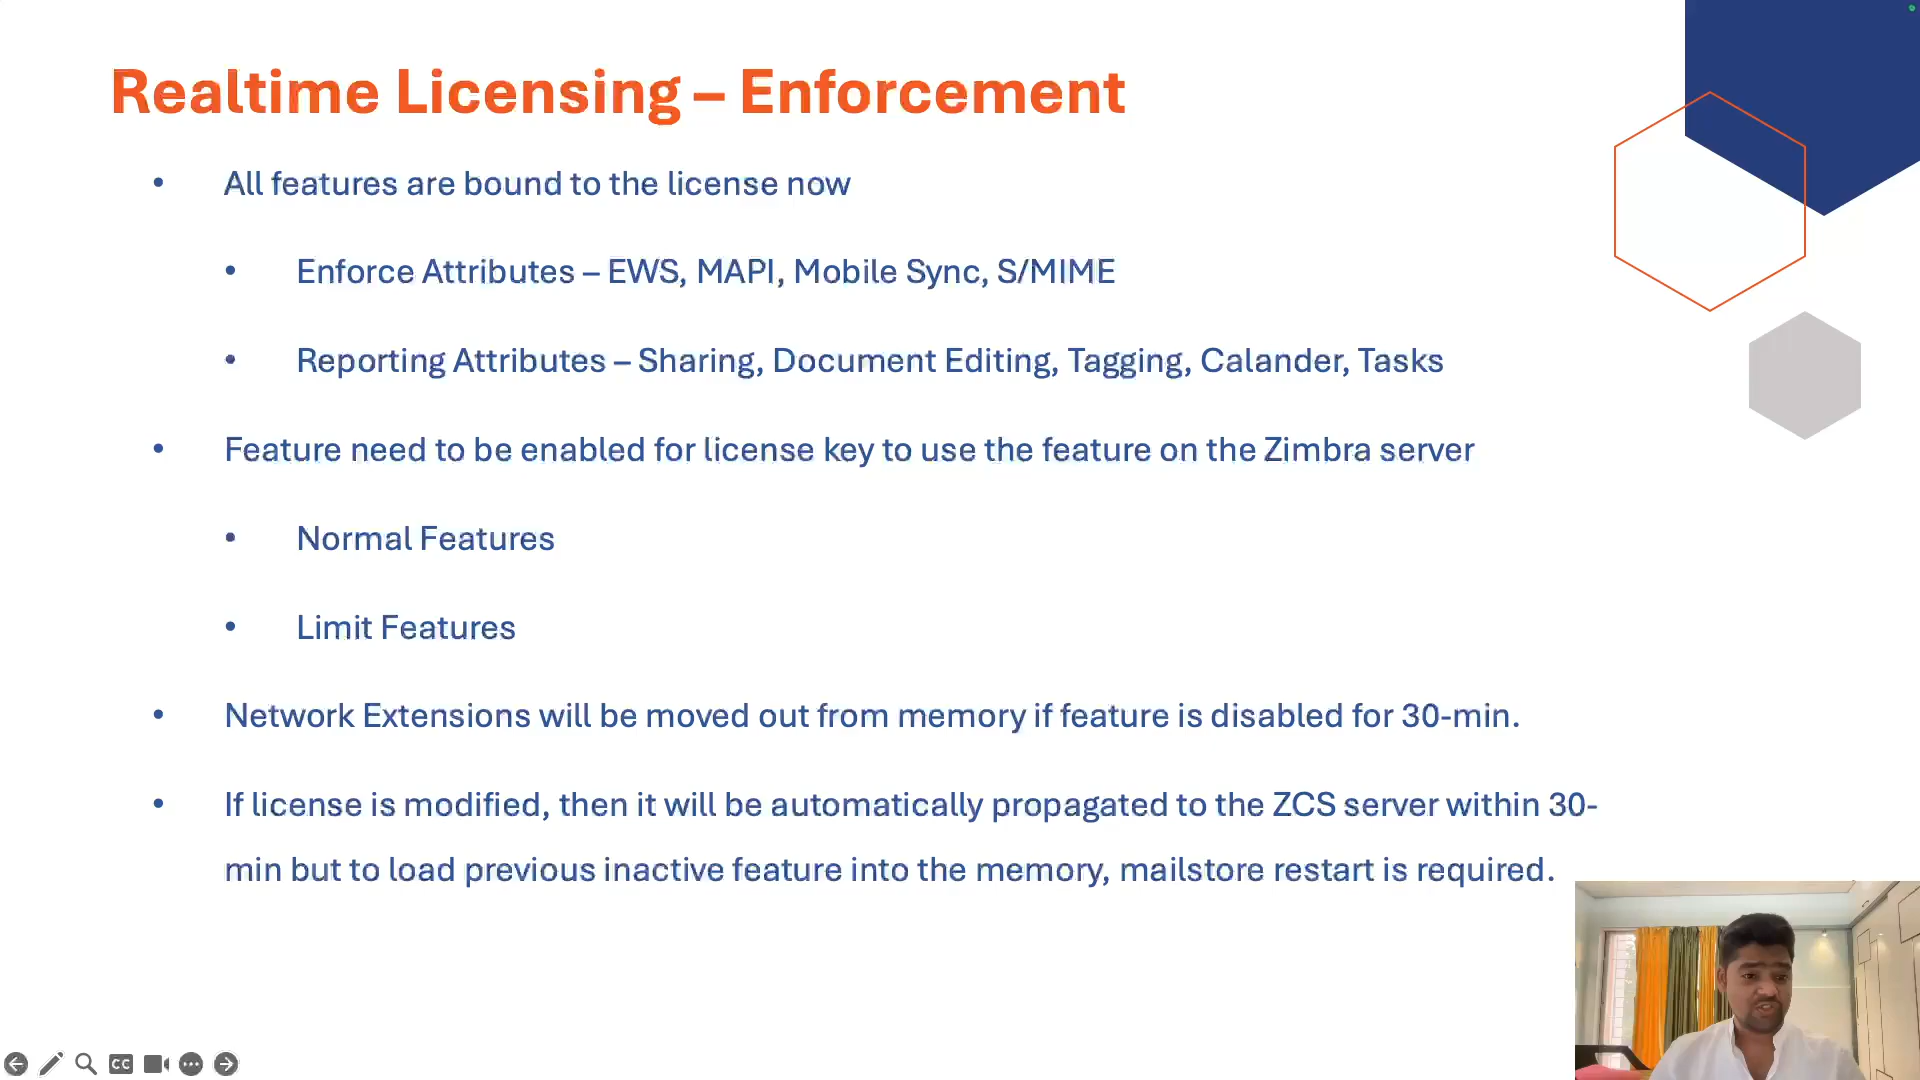 Realtime Licensing – Enforcement
• All features are bound to the license now
• Enforce Attributes – EWS, MAPI, Mobile Sync, S/MIME
• Reporting Attributes – Sharing, Document Editing, Tagging, Calander, Tasks
• Feature need to be enabled for license key to use the feature on the Zimbra server
• Normal Features
• Limit Features
• Network Extensions will be moved out from memory if feature is disabled for 30-min.
• If license is modified, then it will be automatically propagated to the ZCS server within 30-
min but to load previous inactive feature into the memory, mailstore restart is required.
CC